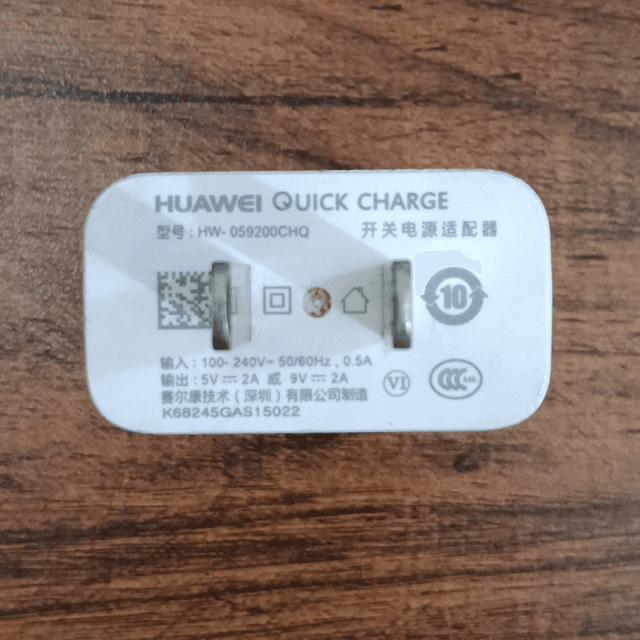 HUAWEI QUICK CHARGE
型号: HW- 059200CHQ 开关电源适配器
10
输入: 100- 240V~ 50/60Hz, 0.5A
输出: 5V⎓2A 或 9V⎓2A
VI CCC
赛尔康技术（深圳）有限公司制造
K68245GAS15022